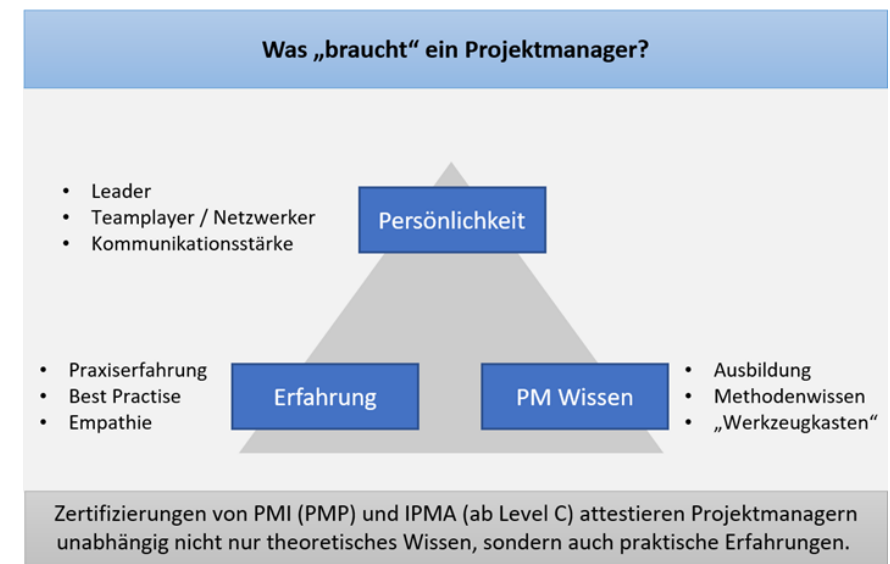 Was „braucht“ ein Projektmanager?
• Leader
• Teamplayer / Netzwerker
• Kommunikationsstärke
Persönlichkeit
• Praxiserfahrung
• Best Practise
• Empathie
Erfahrung
PM Wissen
• Ausbildung
• Methodenwissen
• „Werkzeugkasten“
Zertifizierungen von PMI (PMP) und IPMA (ab Level C) attestieren Projektmanagern
unabhängig nicht nur theoretisches Wissen, sondern auch praktische Erfahrungen.